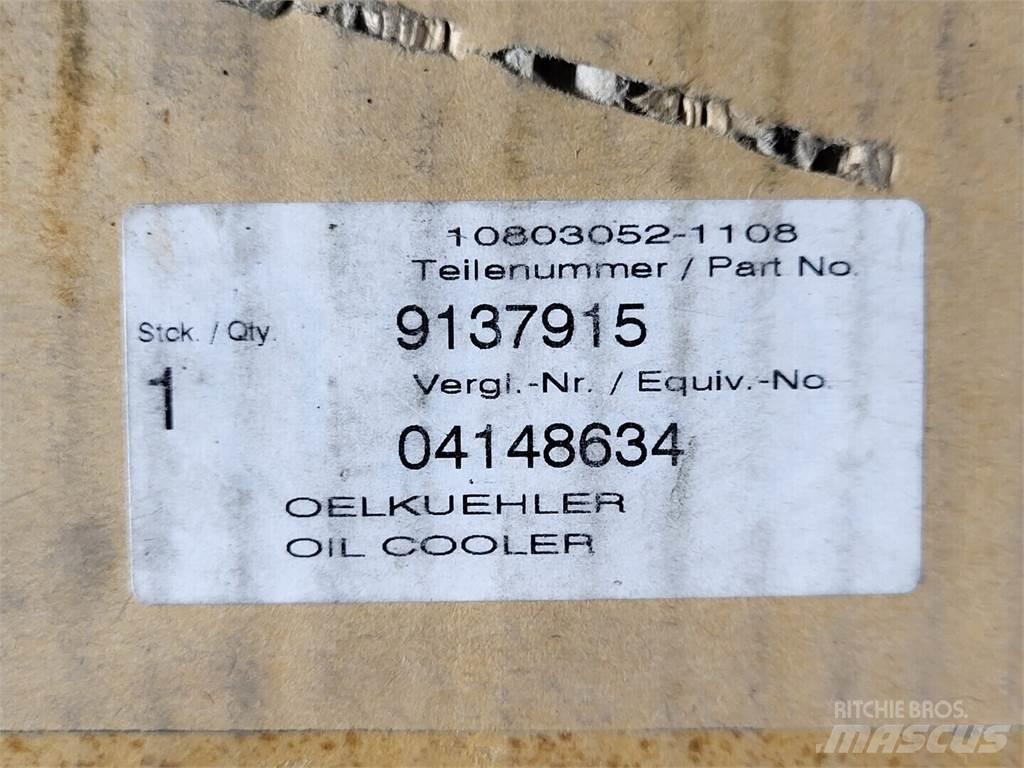 10803052-1108
Teilenummer / Part No.
Stck. / Qty.
9137915
1
Vergl.-Nr. / Equiv.-No.
04148634
OELKUEHLER
OIL COOLER
RITCHIE BROS.
MASCUS